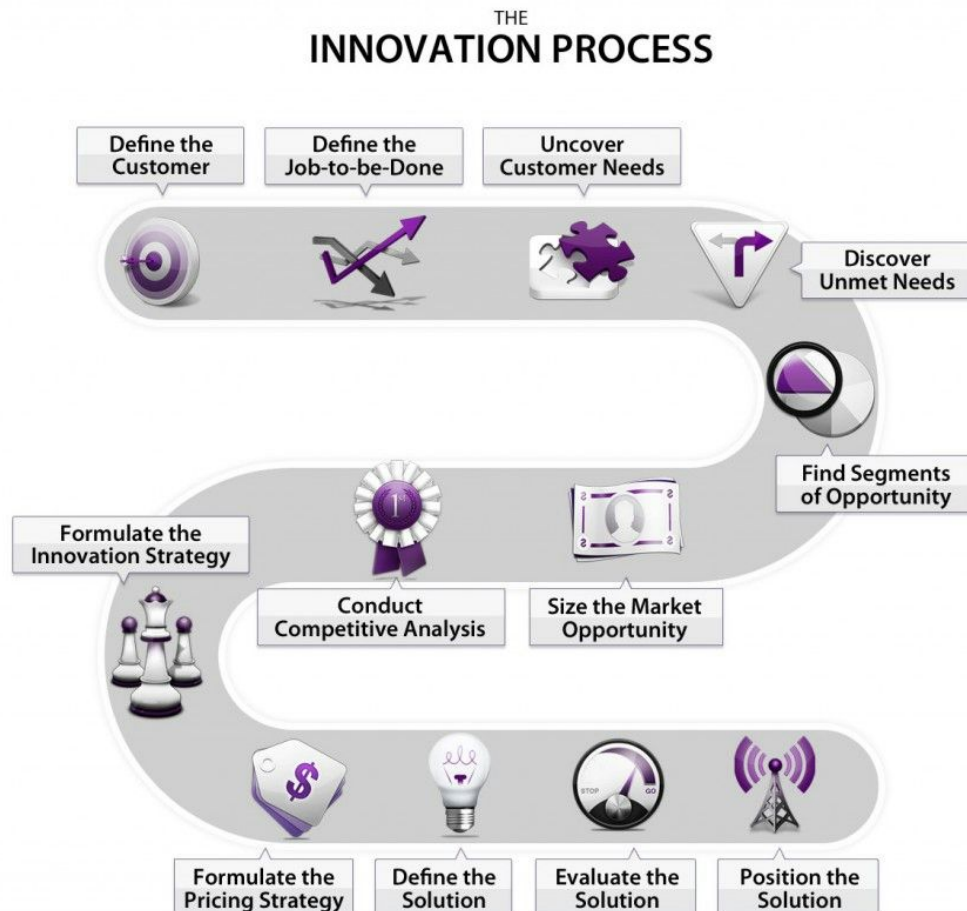 THE
INNOVATION PROCESS
Define the
Customer
Define the
Job-to-be-Done
Uncover
Customer Needs
Discover
Unmet Needs
Find Segments
of Opportunity
Size the Market
Opportunity
1st
Conduct
Competitive Analysis
Formulate the
Innovation Strategy
$
Formulate the
Pricing Strategy
Define the
Solution
STOP
GO
Evaluate the
Solution
Position the
Solution